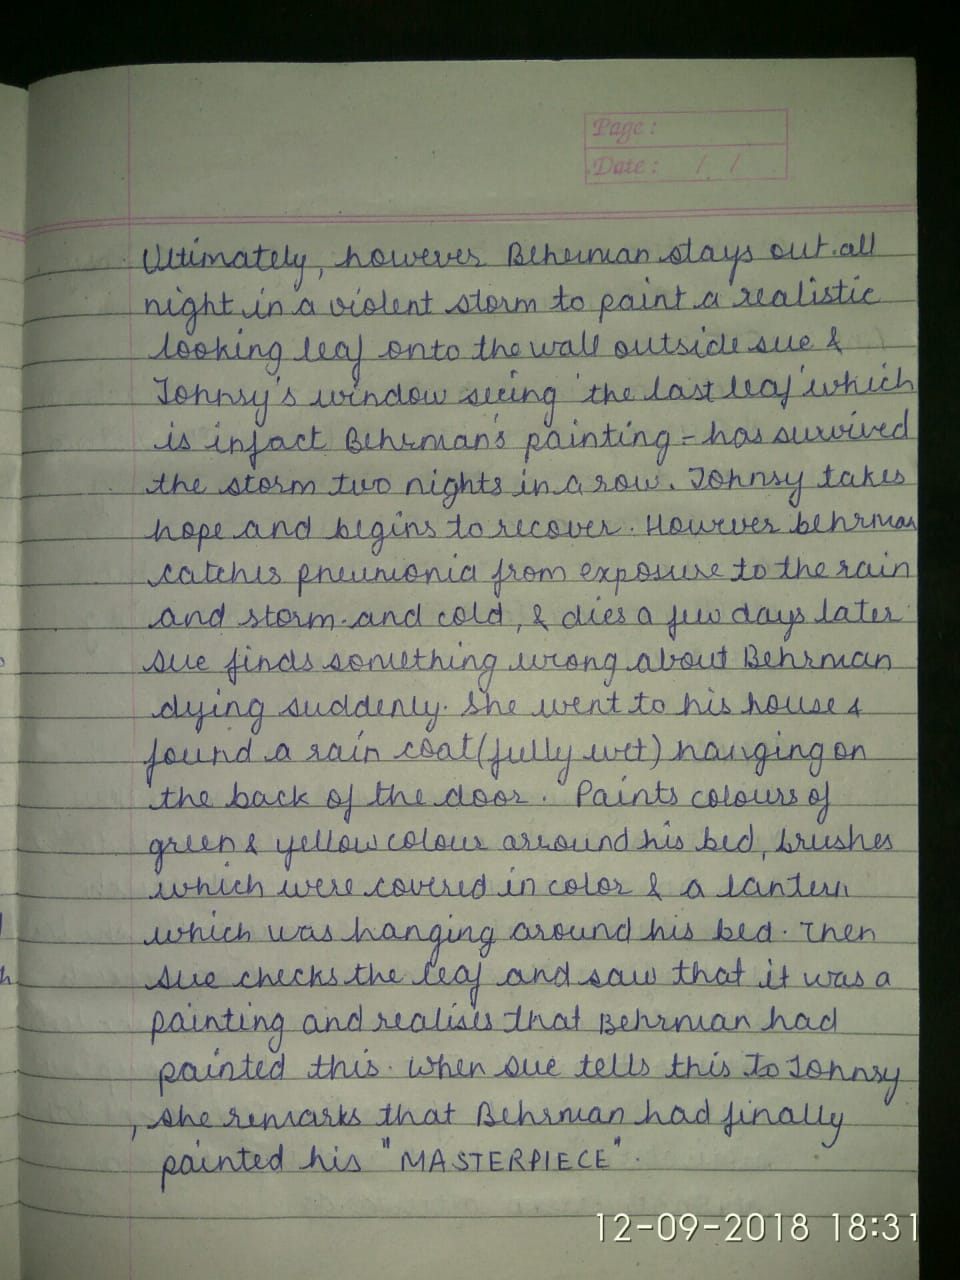 Page :
Date : / /
Ultimately, however Behrman stays out all
night in a violent storm to paint a realistic
looking leaf onto the wall outside sue &
Johnsy's window seeing 'the last leaf' which
is infact Behrman's painting - has survived
the storm two nights in a row. Johnsy takes
hope and begins to recover. However behrman
catches pneumonia from exposure to the rain
and storm. and cold, & dies a few days later
sue finds something wrong about Behrman
dying suddenly. She went to his house &
found a rain coat (fully wet) hanging on
the back of the door. Paints colours of
green & yellow colour arround his bed, brushes
which were covered in color & a lantern
which was hanging around his bed. Then
sue checks the leaf and saw that it was a
painting and realises that Behrman had
painted this. When sue tells this to Johnsy
, she remarks that Behrman had finally
painted his "MASTERPIECE".
12-09-2018 18:31